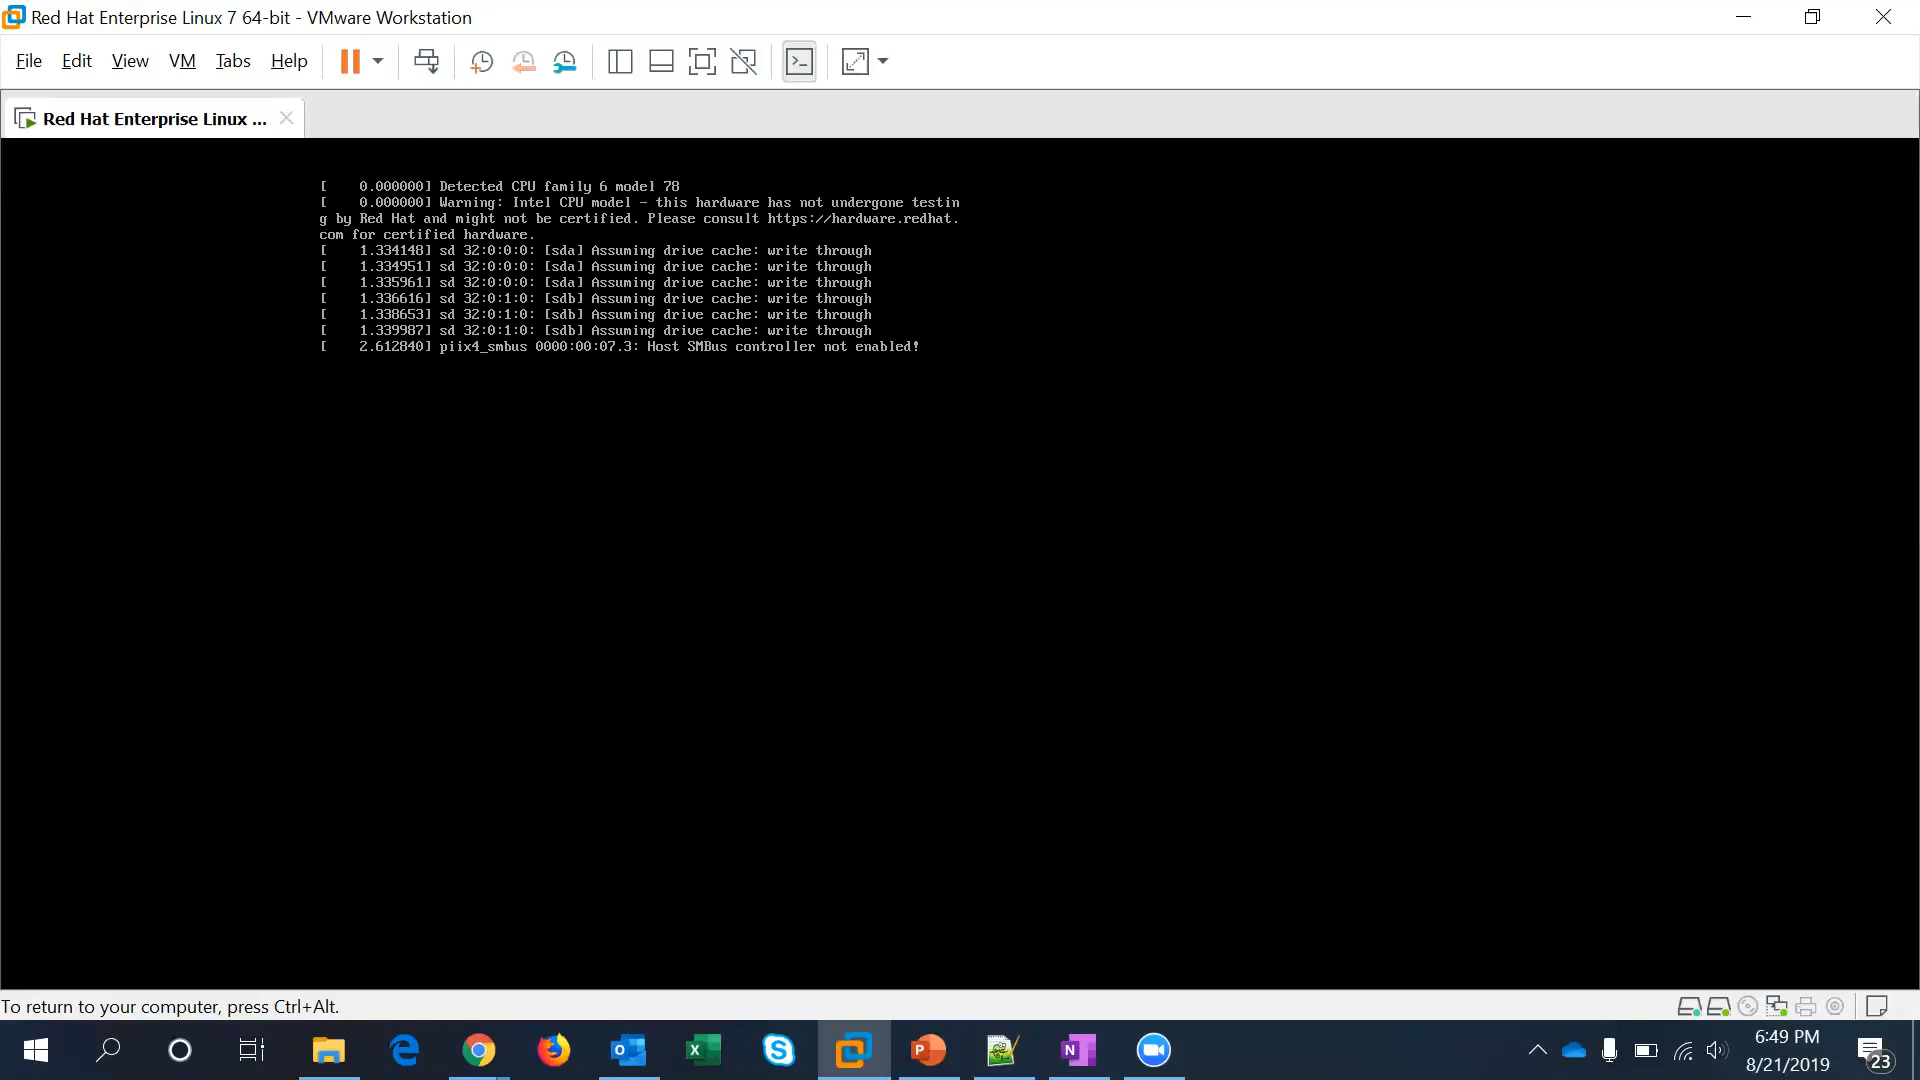 Red Hat Enterprise Linux 7 64-bit - VMware Workstation
File Edit View VM Tabs Help
Red Hat Enterprise Linux ...
[    0.000000] Detected CPU family 6 model 78
[    0.000000] Warning: Intel CPU model - this hardware has not undergone testin
g by Red Hat and might not be certified. Please consult https://hardware.redhat.
com for certified hardware.
[    1.334148] sd 32:0:0:0: [sda] Assuming drive cache: write through
[    1.334951] sd 32:0:0:0: [sda] Assuming drive cache: write through
[    1.335961] sd 32:0:0:0: [sda] Assuming drive cache: write through
[    1.336616] sd 32:0:1:0: [sdb] Assuming drive cache: write through
[    1.338653] sd 32:0:1:0: [sdb] Assuming drive cache: write through
[    1.339987] sd 32:0:1:0: [sdb] Assuming drive cache: write through
[    2.612840] piix4_smbus 0000:00:07.3: Host SMBus controller not enabled!
To return to your computer, press Ctrl+Alt.
6:49 PM
8/21/2019
23